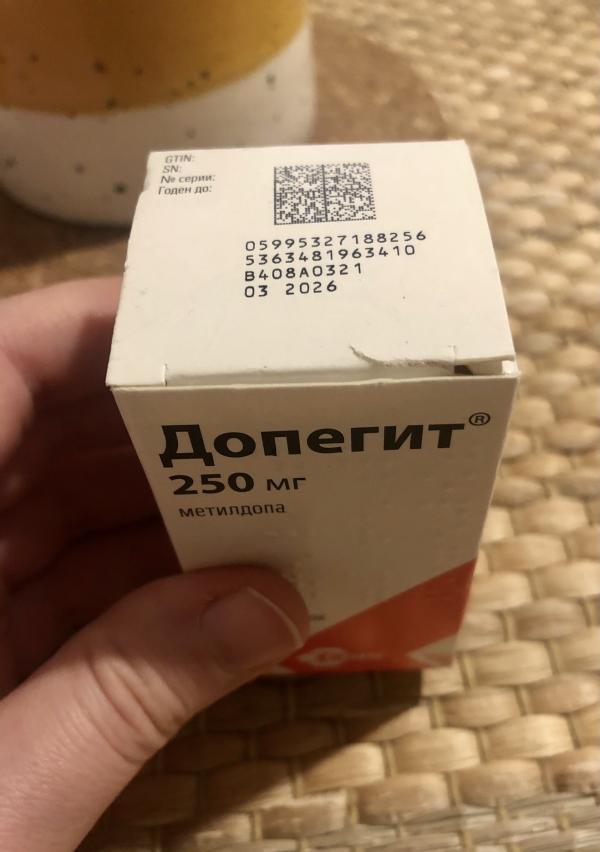 GTIN:
SN:
№ серии:
Годен до:
05995327188256
5363481963410
B408A0321
03 2026
Допегит®
250 мг
метилдопа